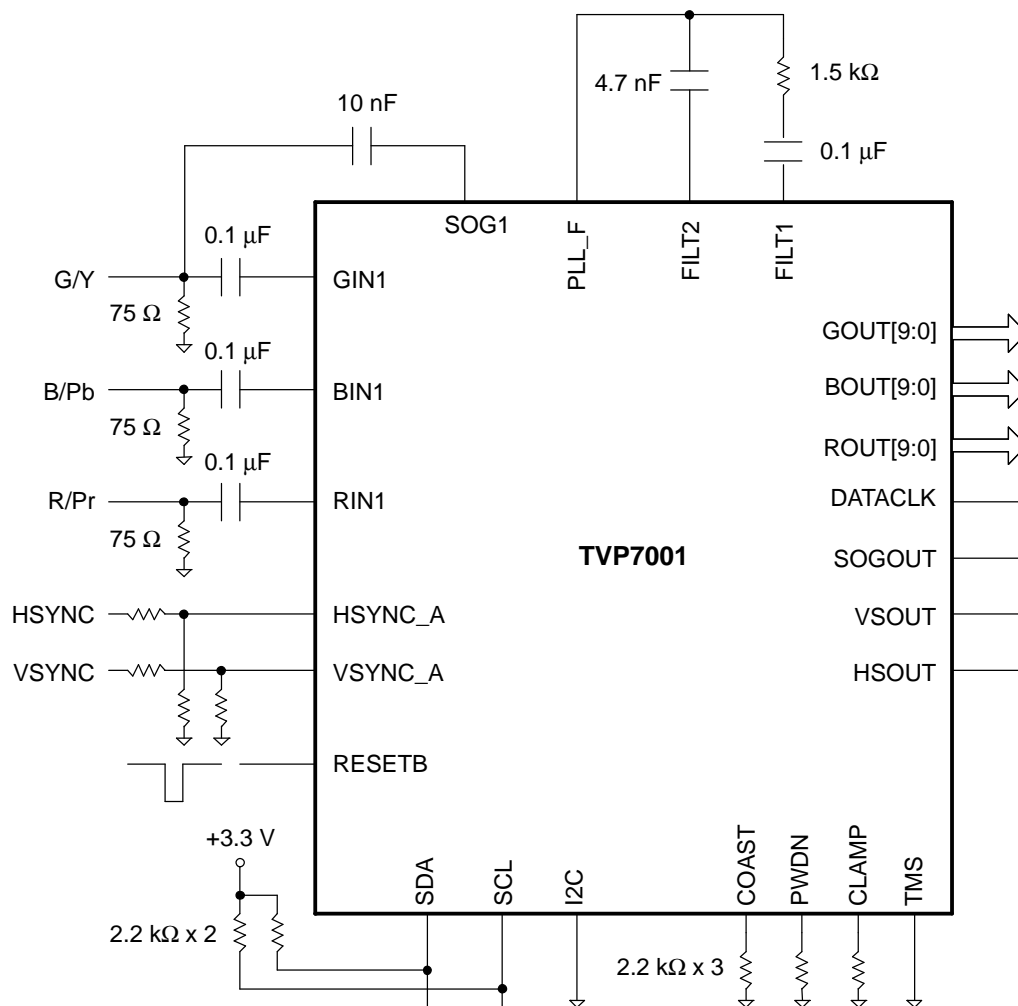 1.5 kΩ
4.7 nF
10 nF
0.1 μF
SOG1
PLL_F
FILT2
FILT1
0.1 μF
G/Y
GIN1
75 Ω
GOUT[9:0]
0.1 μF
B/Pb
BIN1
BOUT[9:0]
75 Ω
ROUT[9:0]
0.1 μF
R/Pr
RIN1
DATACLK
75 Ω
TVP7001
SOGOUT
HSYNC
HSYNC_A
VSOUT
VSYNC
VSYNC_A
HSOUT
RESETB
+3.3 V
SDA
SCL
I2C
COAST
PWDN
CLAMP
TMS
2.2 kΩ x 2
2.2 kΩ x 3